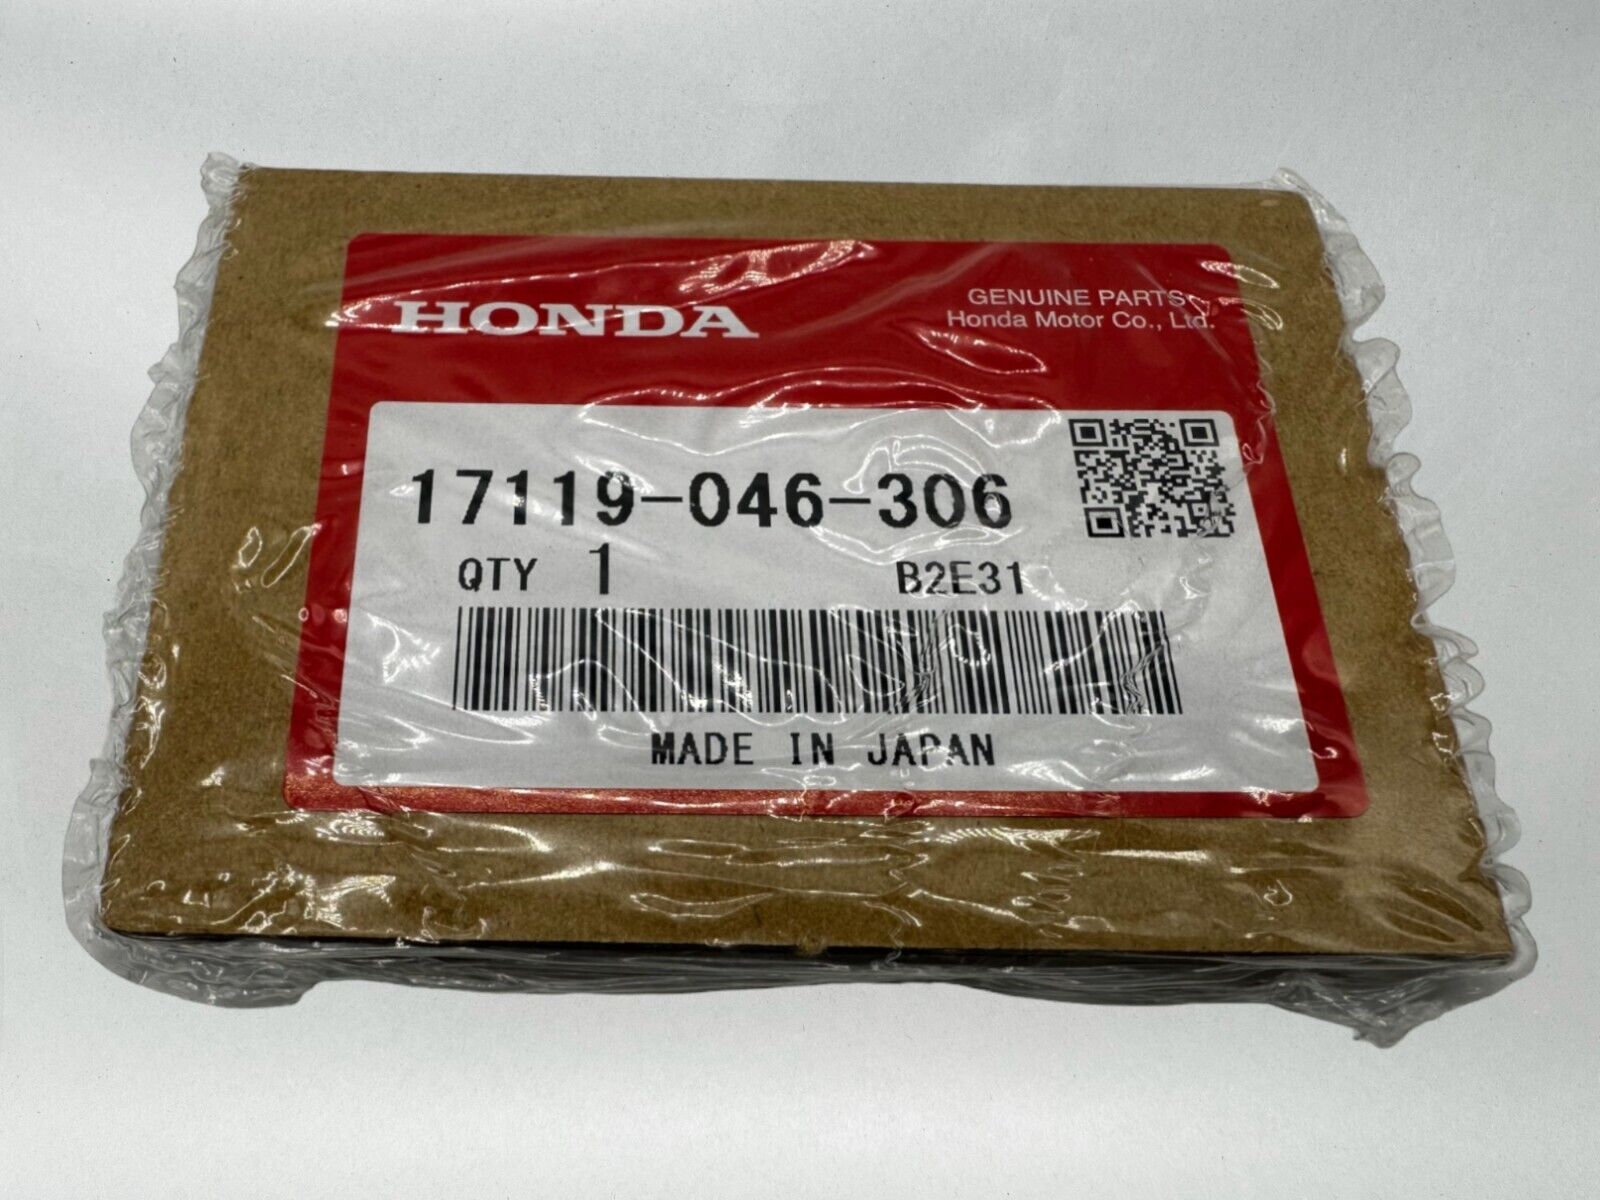 HONDA
GENUINE PARTS
Honda Motor Co., Ltd.
17119-046-306
QTY 1 B2E31
MADE IN JAPAN